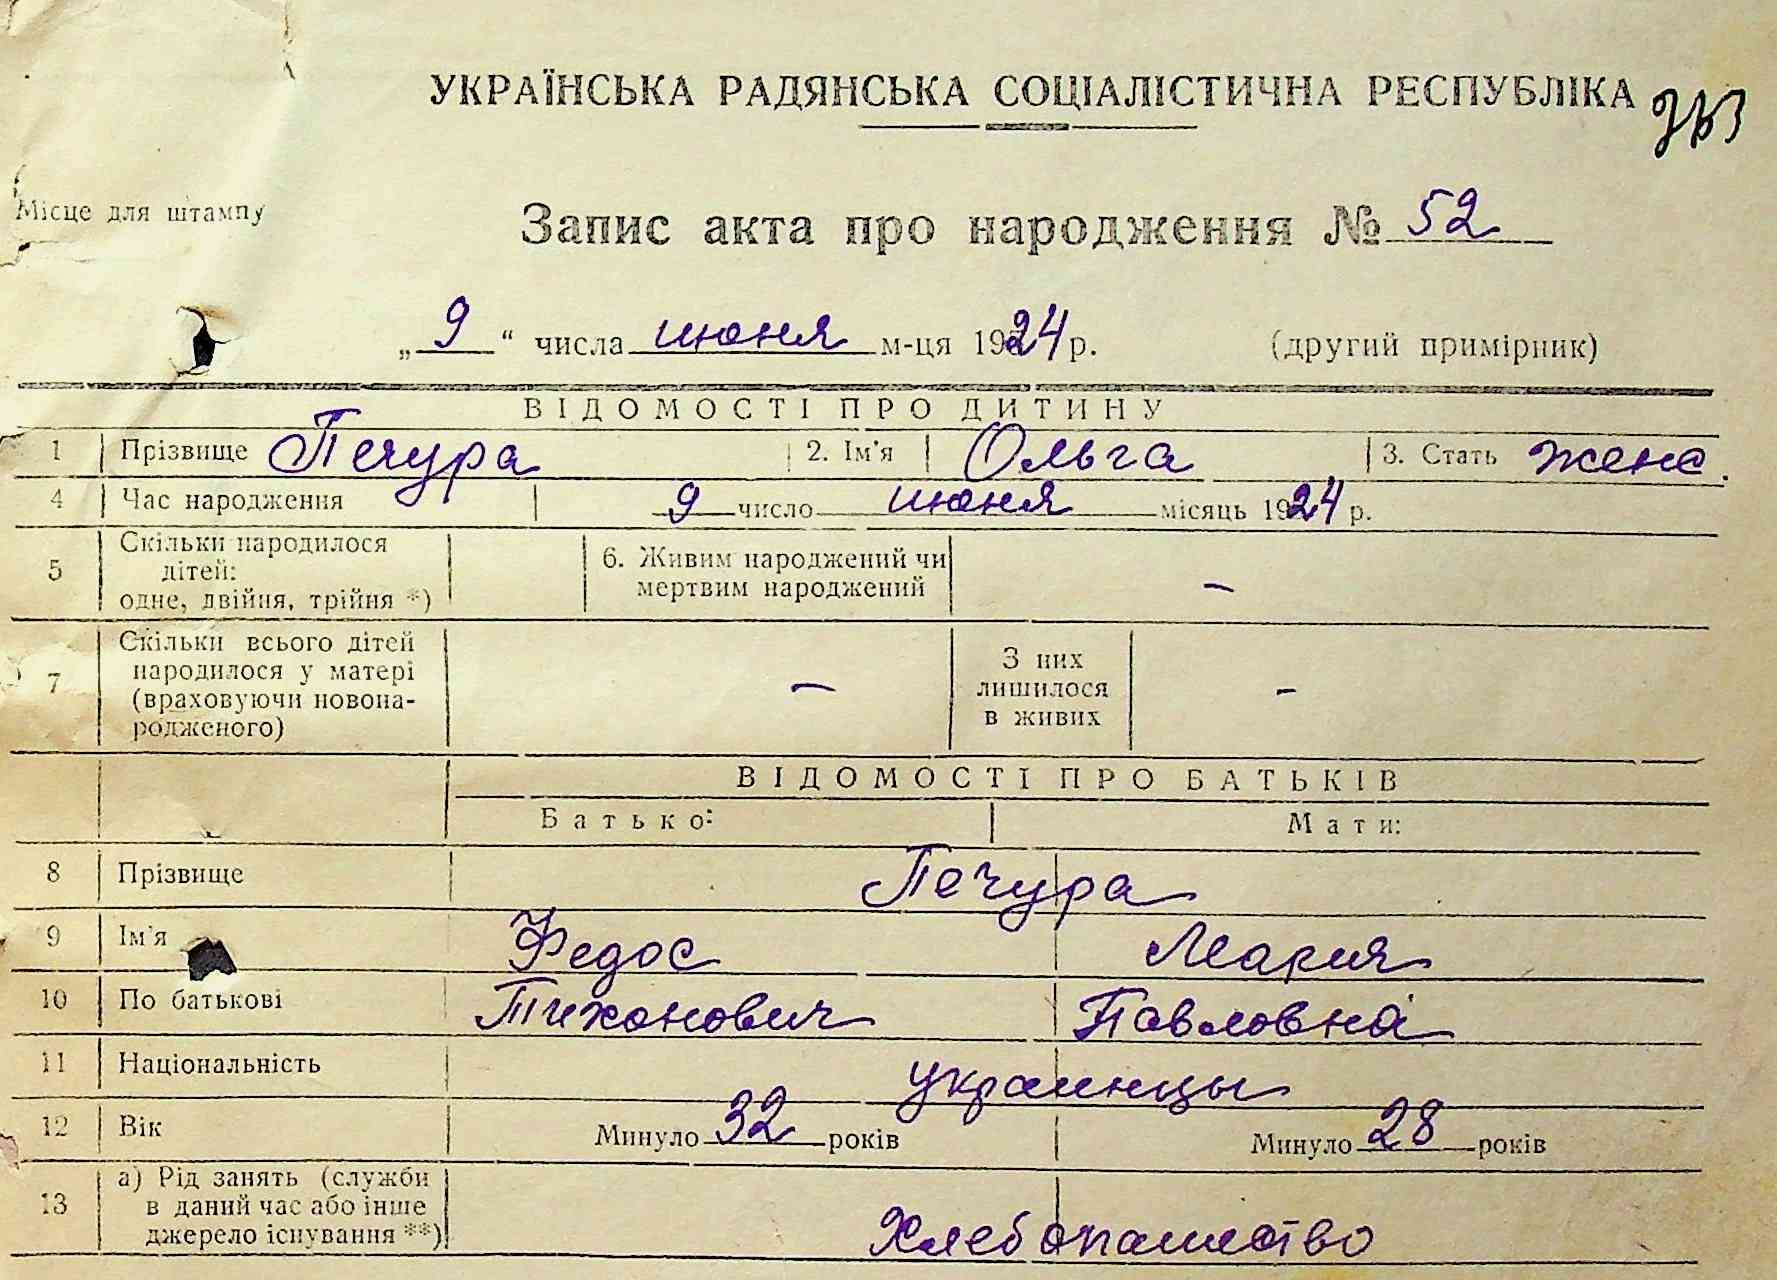 УКРАЇНСЬКА РАДЯНСЬКА СОЦІАЛІСТИЧНА РЕСПУБЛІКА
Місце для штампу
Запис акта про народження № 52
„9“ числа июня м-ця 1924 р. (другий примірник)
ВІДОМОСТІ ПРО ДИТИНУ
1 Прізвище Печура 2. Ім'я Ольга 3. Стать женс.
4 Час народження 9 число июня місяць 1924 р.
5 Скільки народилося дітей: одне, двійня, трійня *) 6. Живим народжений чи мертвим народжений —
7 Скільки всього дітей народилося у матері (враховуючи новонародженого) — З них лишилося в живих -
ВІДОМОСТІ ПРО БАТЬКІВ
Батько: Мати:
8 Прізвище Печура
9 Ім'я Федос Мария
10 По батькові Тихонович Павловна
11 Національність украинцы
12 Вік Минуло 32 років Минуло 28 років
13 а) Рід занять (служби в даний час або інше джерело існування **) Хлебопашество